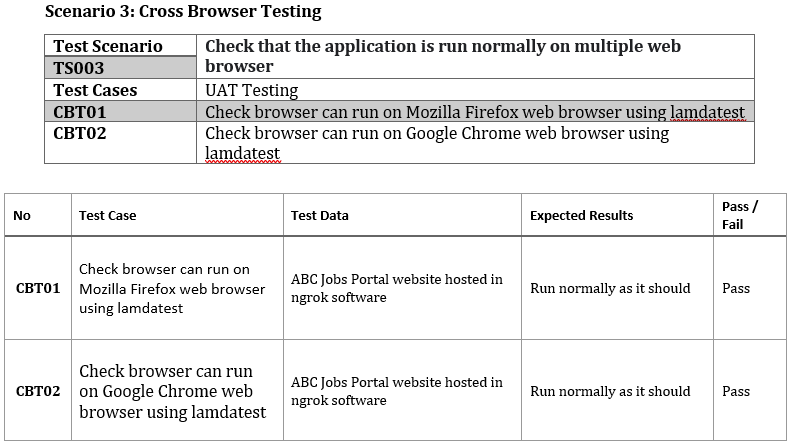 Scenario 3: Cross Browser Testing
Test Scenario
Check that the application is run normally on multiple web
browser
TS003
Test Cases
UAT Testing
CBT01
Check browser can run on Mozilla Firefox web browser using lamdatest
CBT02
Check browser can run on Google Chrome web browser using
lamdatest
No
Test Case
Test Data
Expected Results
Pass /
Fail
CBT01
Check browser can run on
Mozilla Firefox web browser
using lamdatest
ABC Jobs Portal website hosted in
ngrok software
Run normally as it should
Pass
CBT02
Check browser can run
on Google Chrome web
browser using lamdatest
ABC Jobs Portal website hosted in
ngrok software
Run normally as it should
Pass